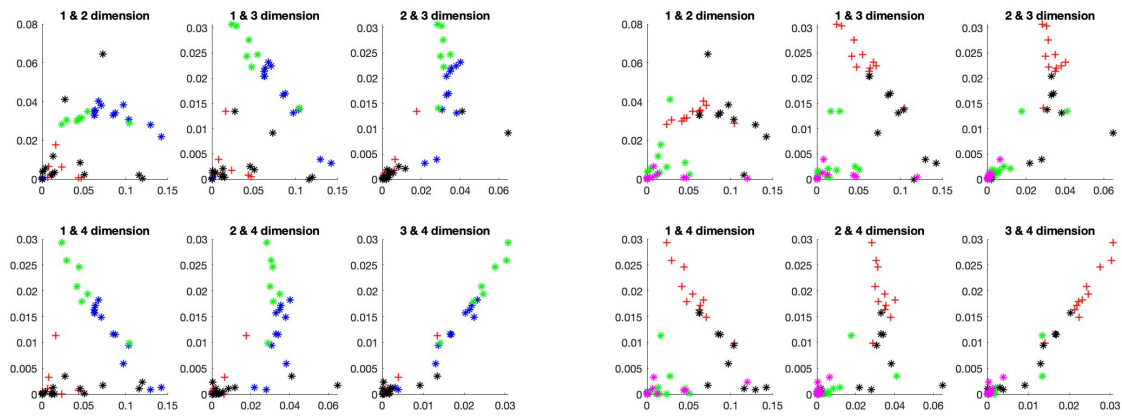 1 & 2 dimension 1 & 3 dimension 2 & 3 dimension 1 & 2 dimension 1 & 3 dimension 2 & 3 dimension
0.08 0.03 0.03 0.08 0.03 0.03
0.025 0.025 0.025 0.025
0.06 0.02 0.02 0.06 0.02 0.02
0.04 0.015 0.015 0.04 0.015 0.015
0.01 0.01 0.01 0.01
0.02 0.005 0.005 0.02 0.005 0.005
0 0 0 0 0 0
0 0.05 0.1 0.15 0 0.05 0.1 0.15 0 0.02 0.04 0.06 0 0.05 0.1 0.15 0 0.05 0.1 0.15 0 0.02 0.04 0.06
1 & 4 dimension 2 & 4 dimension 3 & 4 dimension 1 & 4 dimension 2 & 4 dimension 3 & 4 dimension
0.03 0.03 0.03 0.03 0.03 0.03
0.025 0.025 0.025 0.025 0.025 0.025
0.02 0.02 0.02 0.02 0.02 0.02
0.015 0.015 0.015 0.015 0.015 0.015
0.01 0.01 0.01 0.01 0.01 0.01
0.005 0.005 0.005 0.005 0.005 0.005
0 0 0 0 0 0
0 0.05 0.1 0.15 0 0.02 0.04 0.06 0 0.01 0.02 0.03 0 0.05 0.1 0.15 0 0.02 0.04 0.06 0 0.01 0.02 0.03